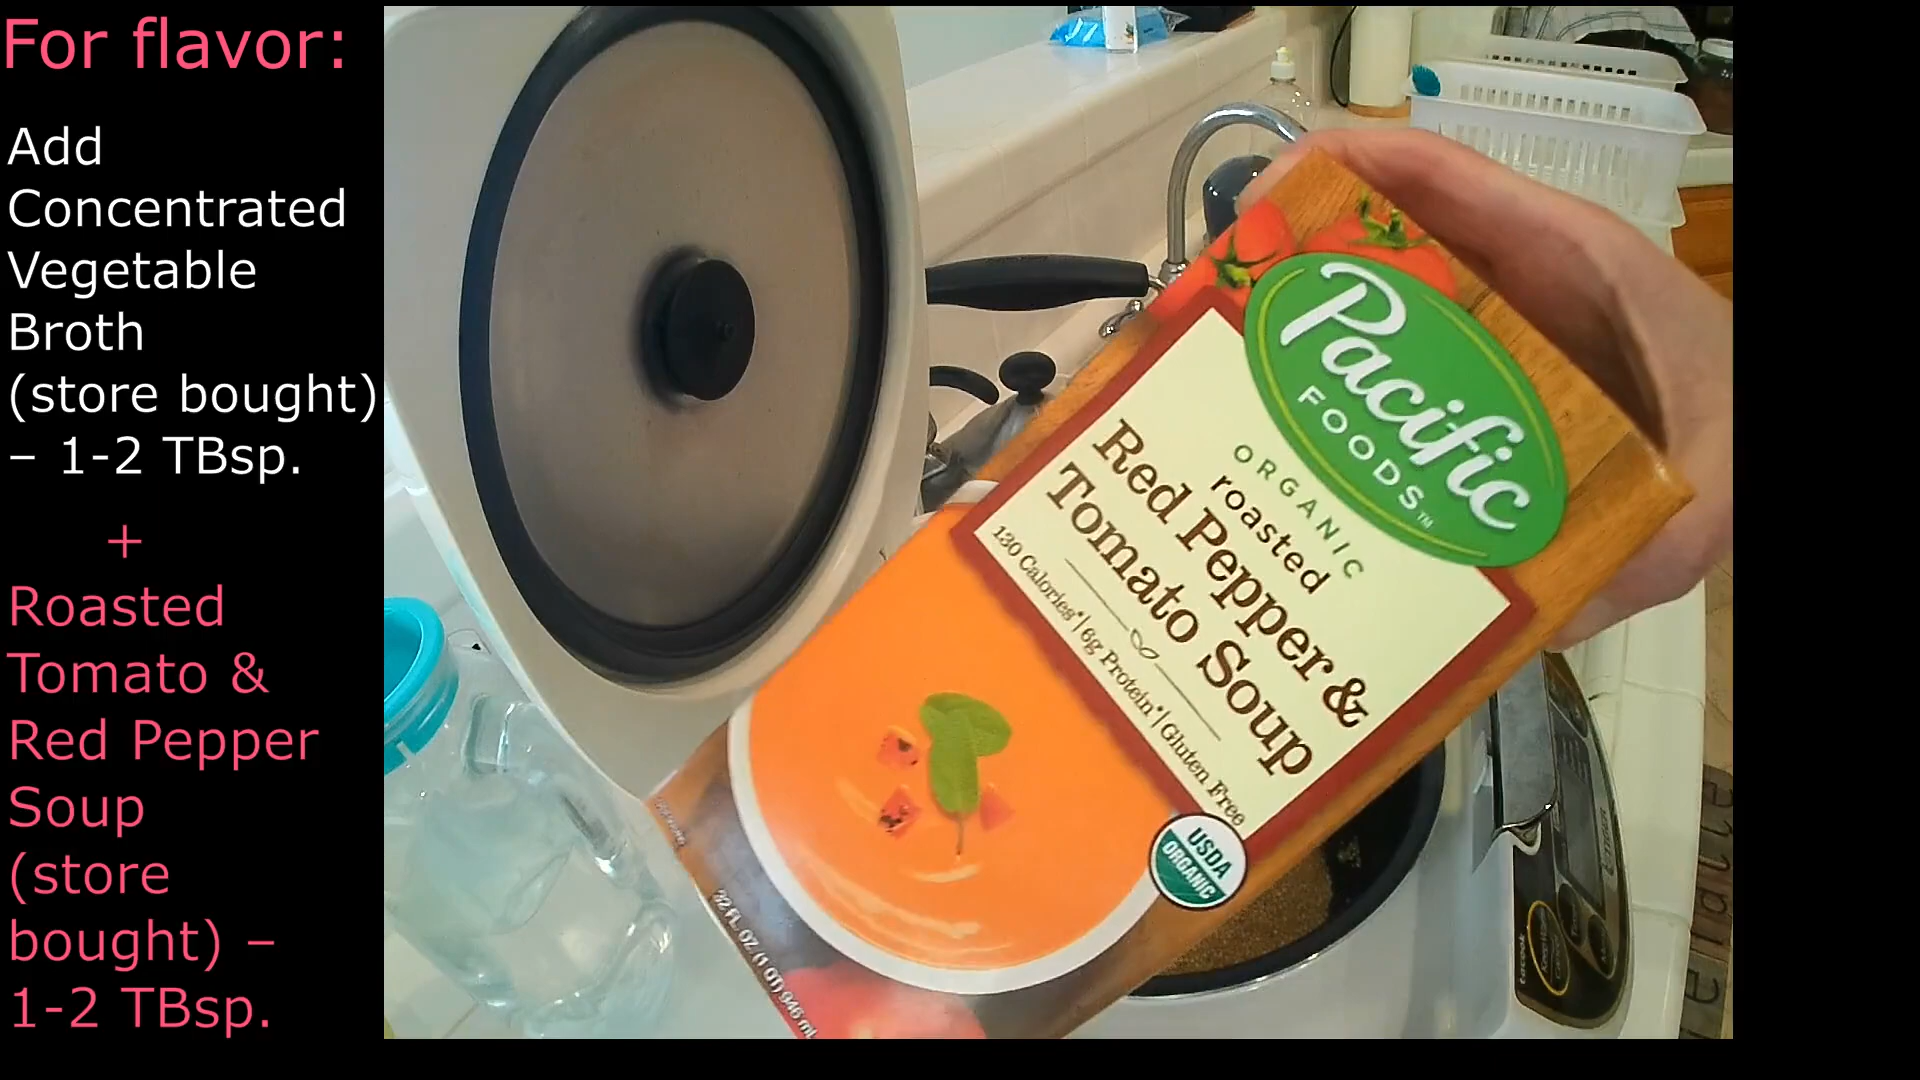 For flavor:
Add
Concentrated
Vegetable
Broth
(store bought)
– 1-2 TBsp.
+
Roasted
Tomato &
Red Pepper
Soup
(store
bought) –
1-2 TBsp.
Pacific
FOODS™
ORGANIC
roasted
Red Pepper &
Tomato Soup
130 Calories*|6g Protein*|Gluten Free
USDA
ORGANIC
32 FL. OZ (1 QT) 946 mL